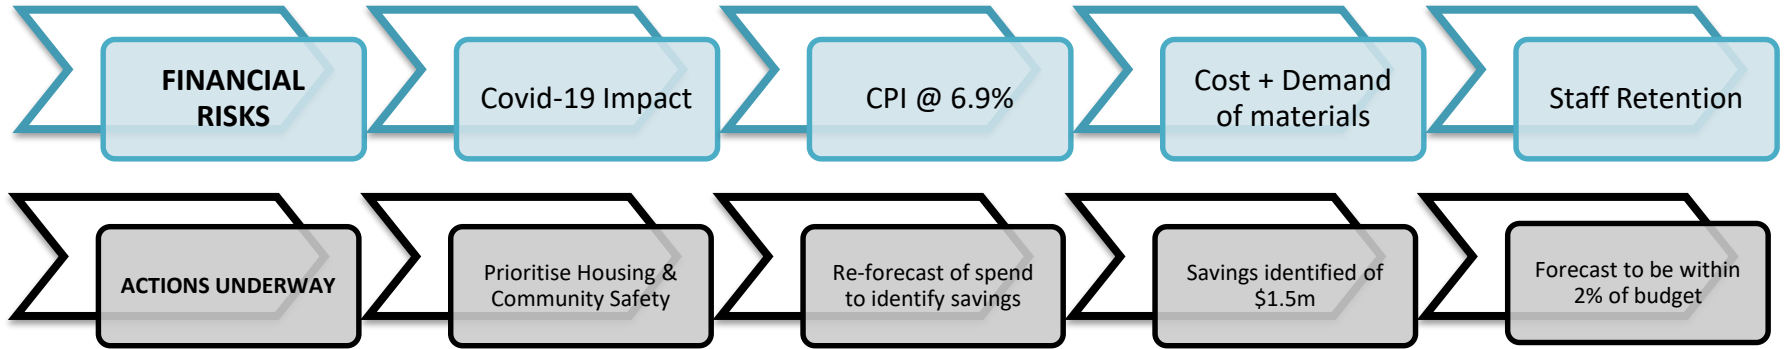 FINANCIAL
RISKS
Covid-19 Impact
CPI @ 6.9%
Cost + Demand
of materials
Staff Retention
ACTIONS UNDERWAY
Prioritise Housing &
Community Safety
Re-forecast of spend
to identify savings
Savings identified of
$1.5m
Forecast to be within
2% of budget